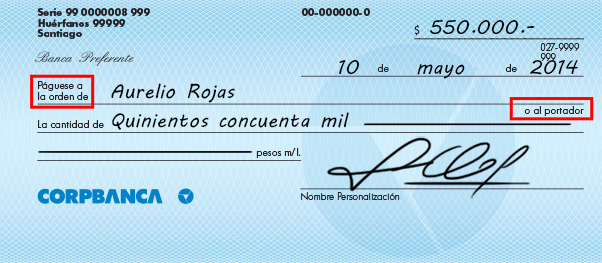 Serie 99 0000008 999
Huérfanos 99999
Santiago
00-000000-0
$ 550.000.-
027-9999
999
Banca Preferente
10 de mayo de 2014
Páguese a
la orden de
Aurelio Rojas
o al portador
La cantidad de Quinientos concuenta mil
pesos m/l.
CORPBANCA
Nombre Personalización